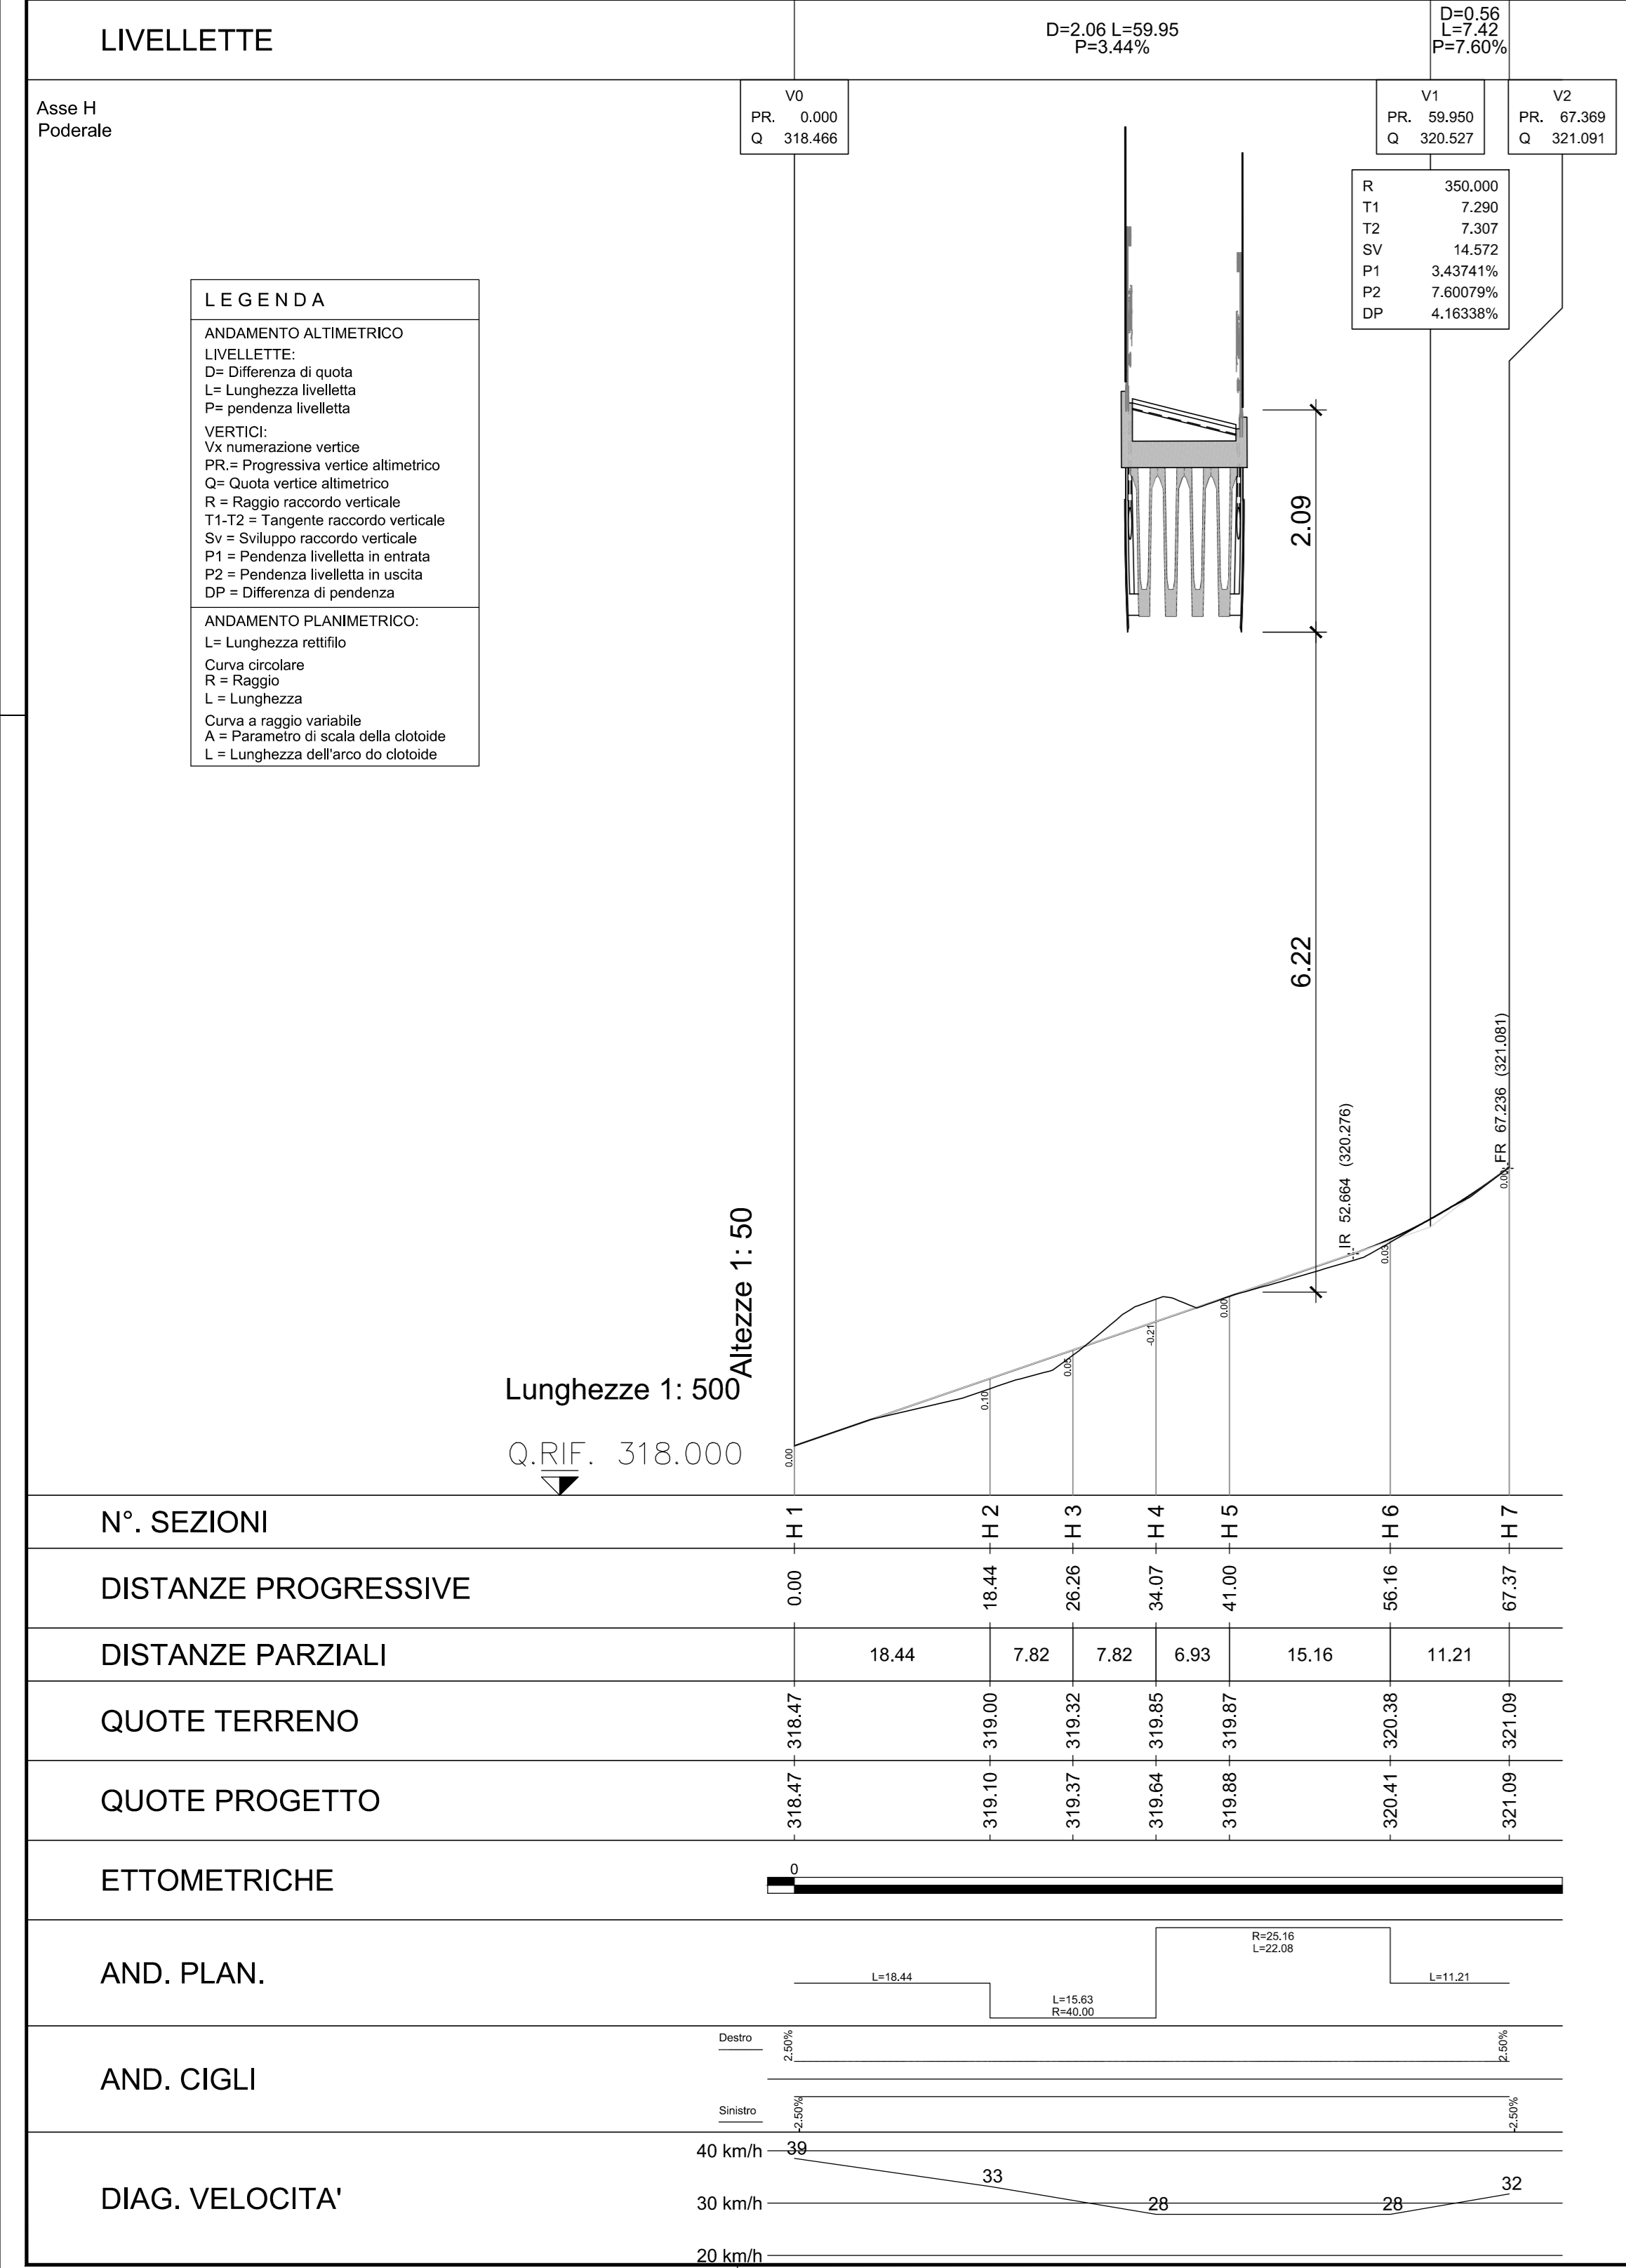 LIVELLETTE
D=2.06 L=59.95
P=3.44%
D=0.56
L=7.42
P=7.60%
Asse H
Poderale
V0
PR. 0.000
Q 318.466
V1
PR. 59.950
Q 320.527
V2
PR. 67.369
Q 321.091
R 350.000
T1 7.290
T2 7.307
SV 14.572
P1 3.43741%
P2 7.60079%
DP 4.16338%
LEGENDA
ANDAMENTO ALTIMETRICO
LIVELLETTE:
D= Differenza di quota
L= Lunghezza livelletta
P= pendenza livelletta
VERTICI:
Vx numerazione vertice
PR.= Progressiva vertice altimetrico
Q= Quota vertice altimetrico
R = Raggio raccordo verticale
T1-T2 = Tangente raccordo verticale
Sv = Sviluppo raccordo verticale
P1 = Pendenza livelletta in entrata
P2 = Pendenza livelletta in uscita
DP = Differenza di pendenza
ANDAMENTO PLANIMETRICO:
L= Lunghezza rettifilo
Curva circolare
R = Raggio
L = Lunghezza
Curva a raggio variabile
A = Parametro di scala della clotoide
L = Lunghezza dell'arco do clotoide
2.09
6.22
IR 52.664 (320.276)
FR 67.236 (321.081)
Altezze 1: 50
Lunghezze 1: 500
Q.RIF. 318.000
0.00
0.10
0.05
-0.21
0.00
0.03
0.00
N°. SEZIONI
H 1
H 2
H 3
H 4
H 5
H 6
H 7
DISTANZE PROGRESSIVE
0.00
18.44
26.26
34.07
41.00
56.16
67.37
DISTANZE PARZIALI
18.44
7.82
7.82
6.93
15.16
11.21
QUOTE TERRENO
318.47
319.00
319.32
319.85
319.87
320.38
321.09
QUOTE PROGETTO
318.47
319.10
319.37
319.64
319.88
320.41
321.09
ETTOMETRICHE
0
AND. PLAN.
L=18.44
L=15.63
R=40.00
R=25.16
L=22.08
L=11.21
AND. CIGLI
Destro
2.50%
2.50%
Sinistro
-2.50%
-2.50%
DIAG. VELOCITA'
40 km/h
30 km/h
20 km/h
39
33
28
28
32